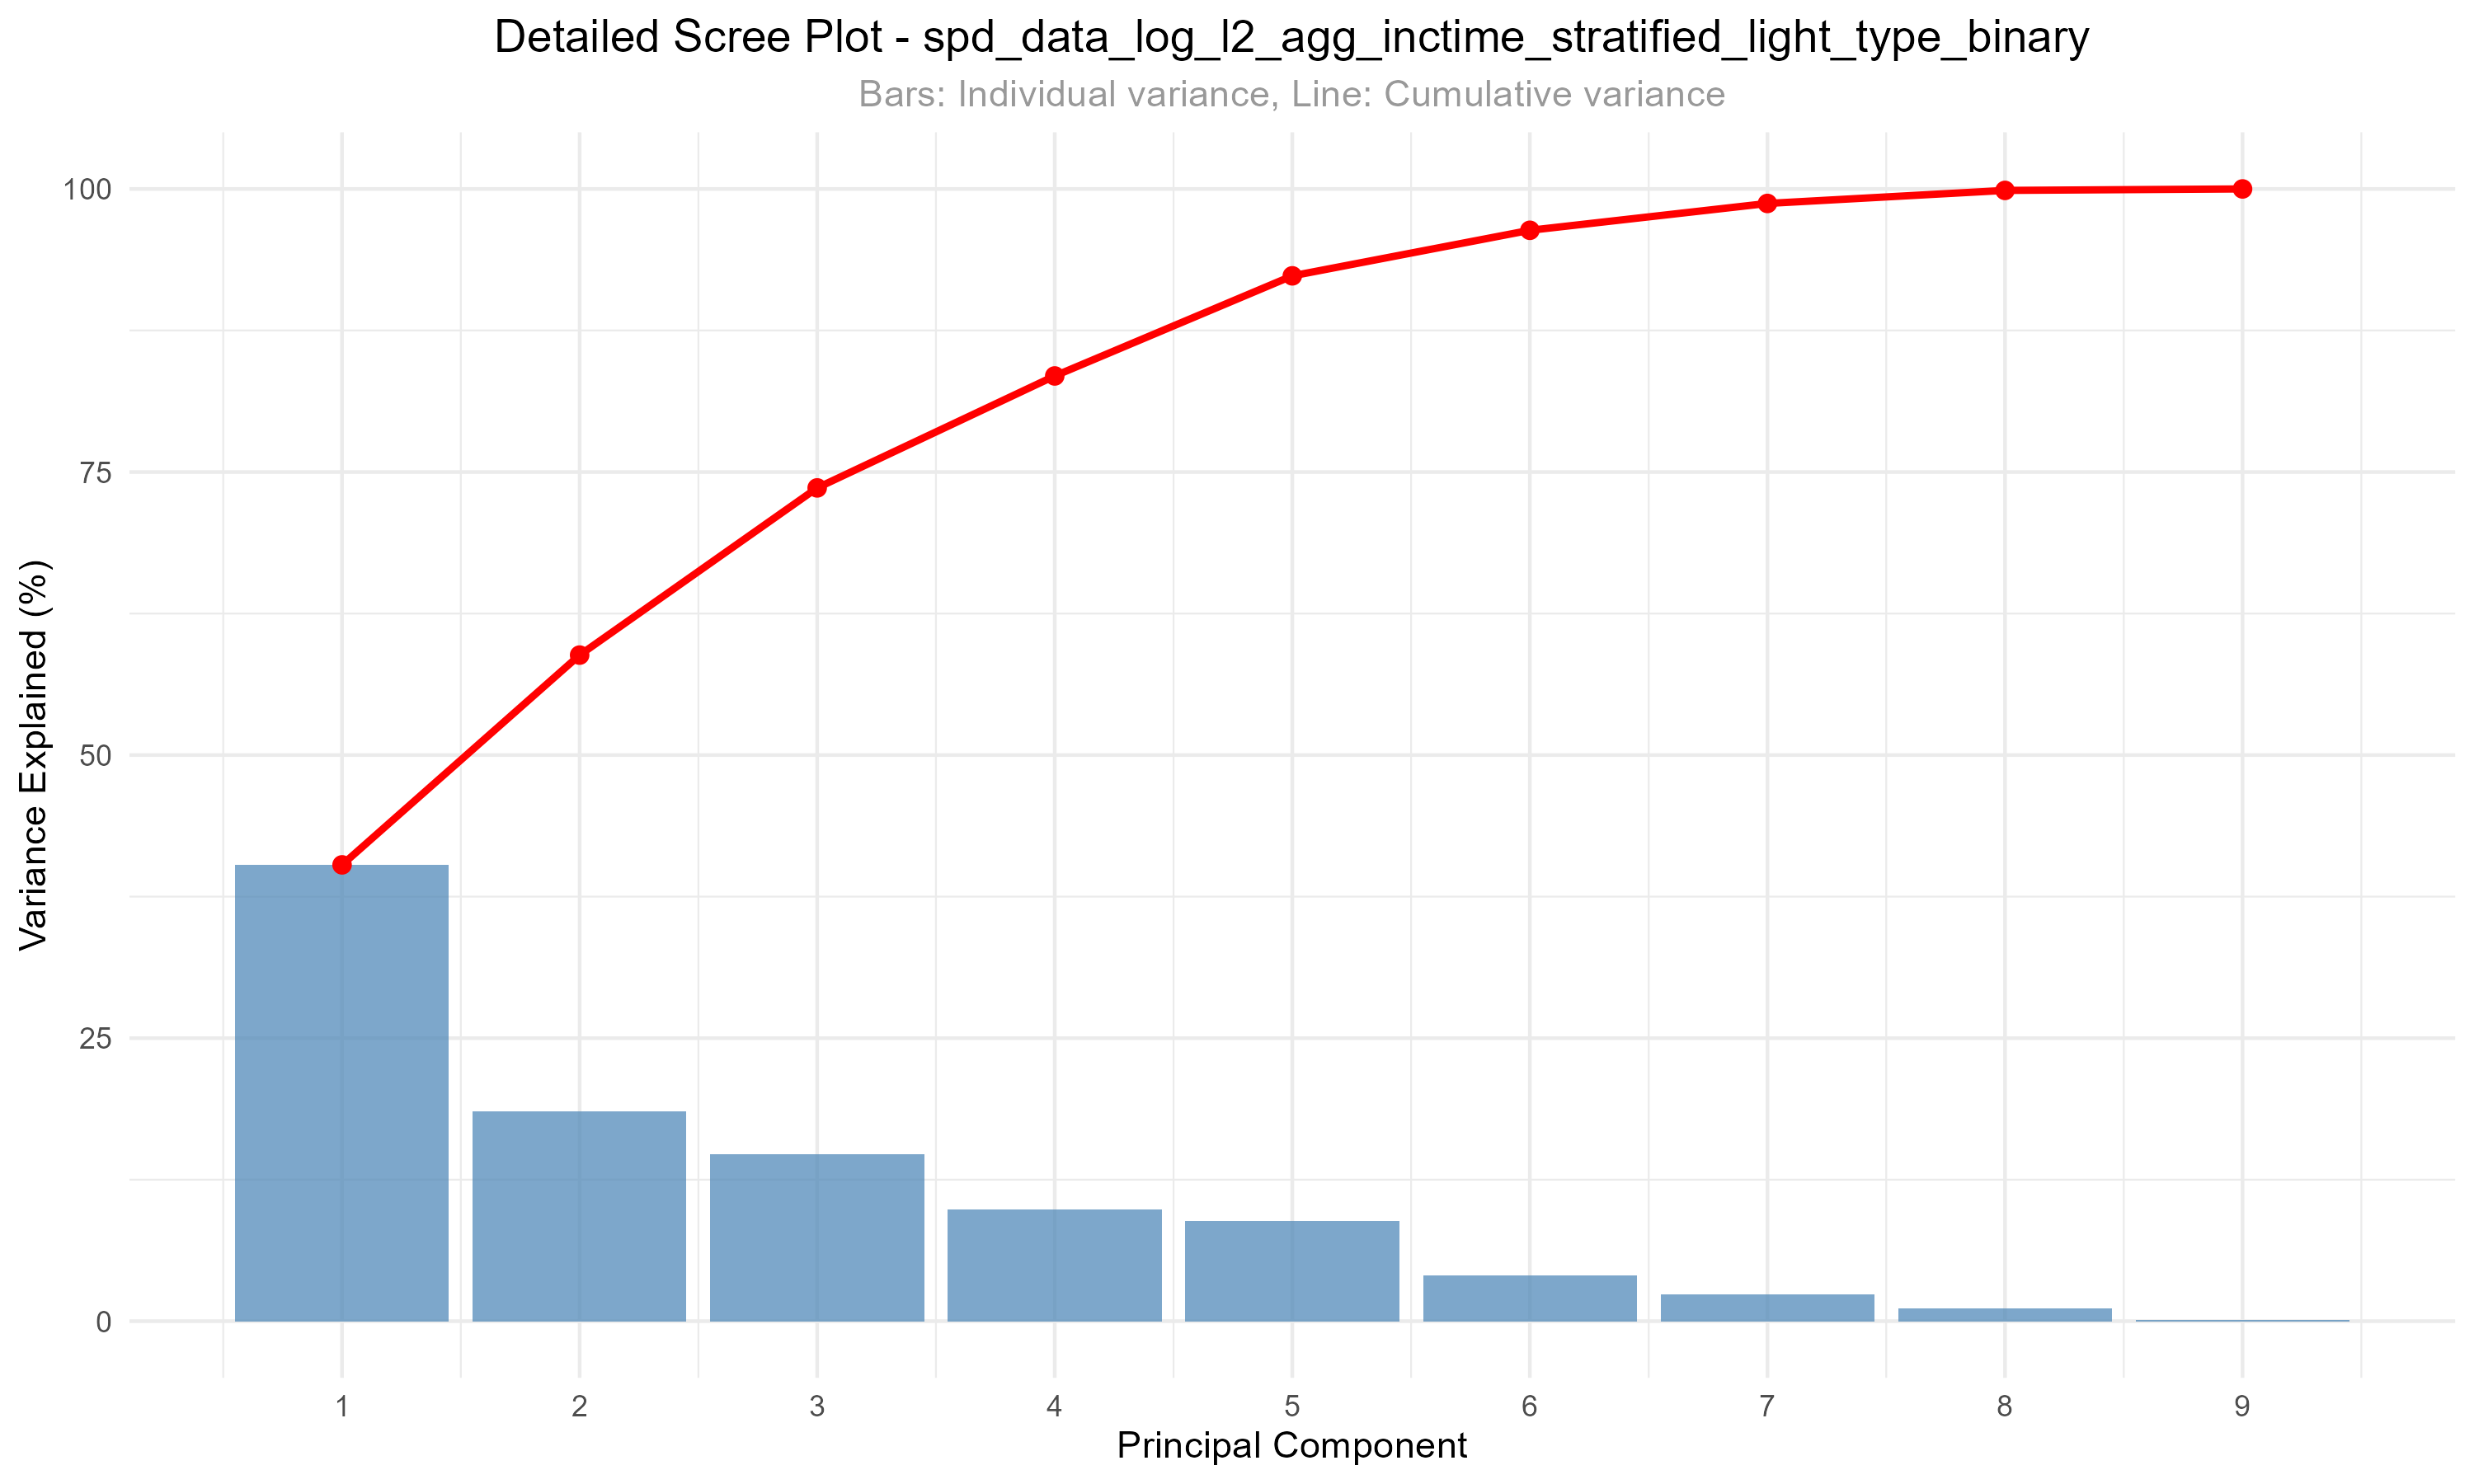 Detailed Scree Plot - spd_data_log_l2_agg_inctime_stratified_light_type_binary
Bars: Individual variance, Line: Cumulative variance
Variance Explained (%)
100
75
50
25
0
1 2 3 4 5 6 7 8 9
Principal Component